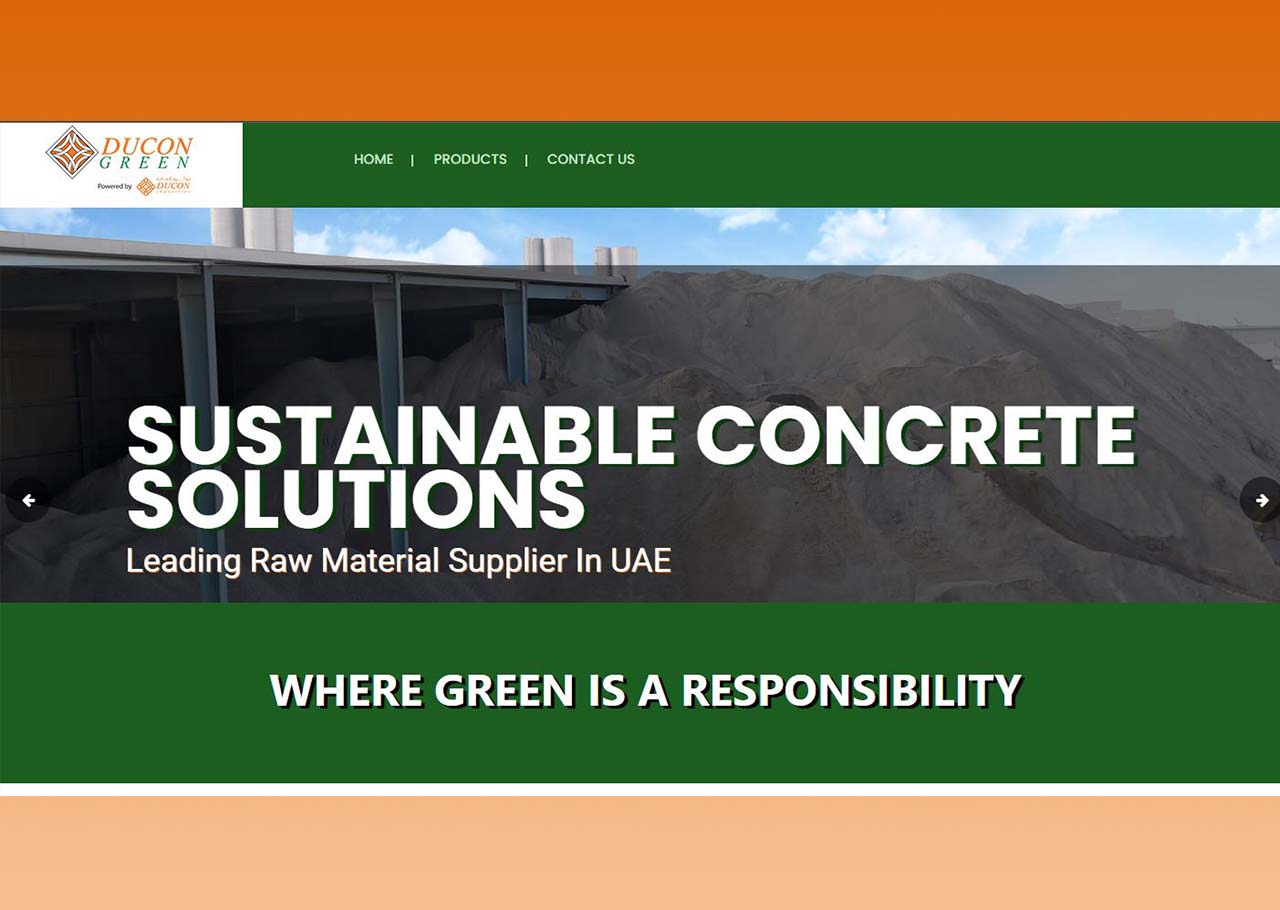 DUCON
GREEN
Powered by DUCON
HOME | PRODUCTS | CONTACT US
SUSTAINABLE CONCRETE
SOLUTIONS
Leading Raw Material Supplier In UAE
WHERE GREEN IS A RESPONSIBILITY